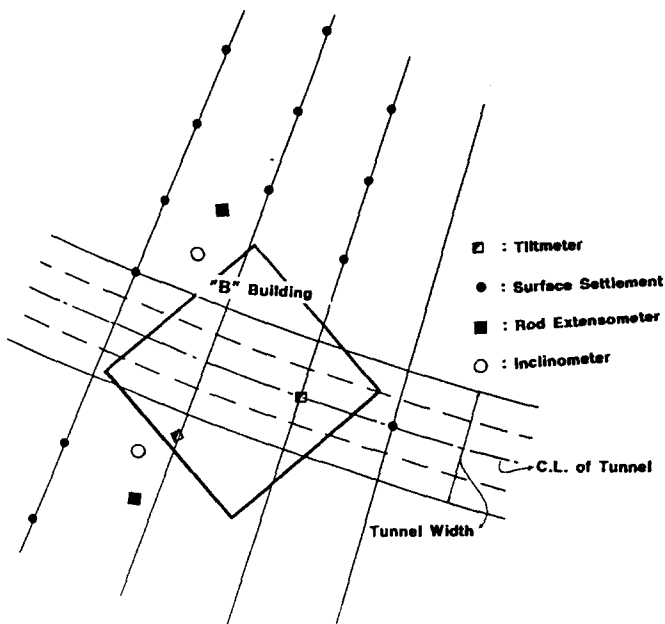 "B" Building
: Tiltmeter
: Surface Settlement
: Rod Extensometer
: Inclinometer
C.L. of Tunnel
Tunnel Width